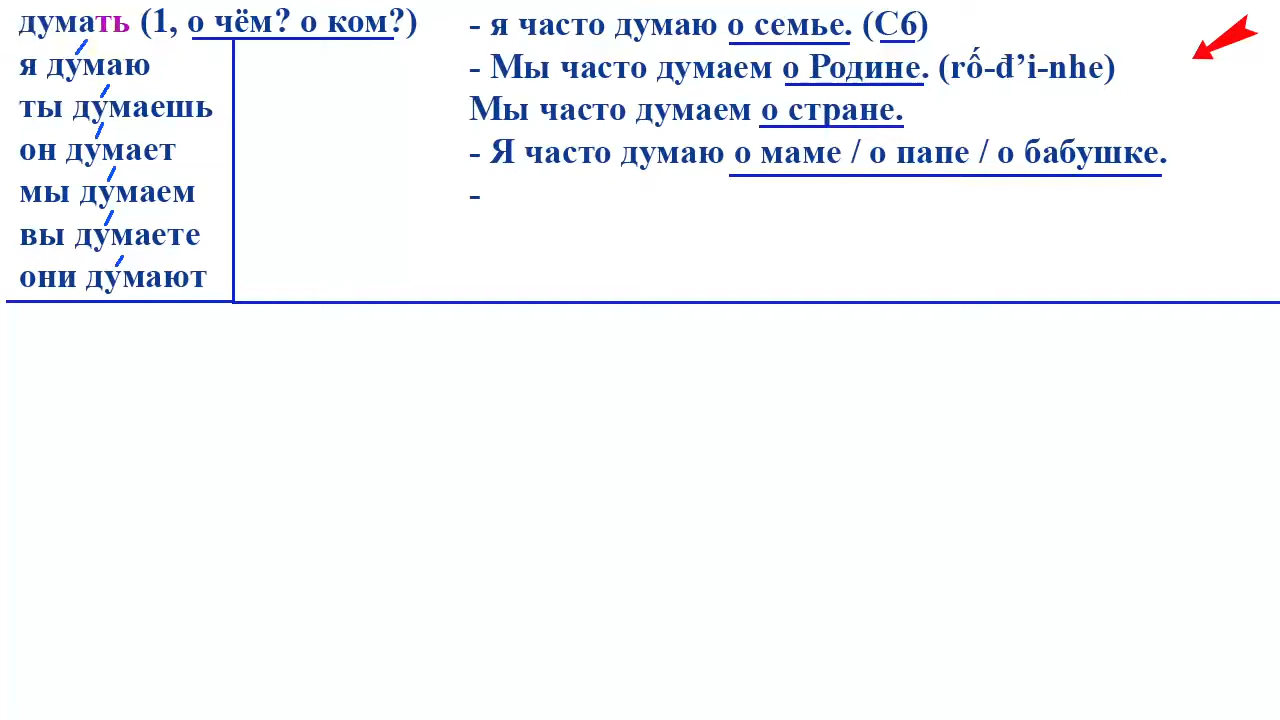 думать (1, о чём? о ком?)
я думаю
ты думаешь
он думает
мы думаем
вы думаете
они думают
- я часто думаю о семье. (С6)
- Мы часто думаем о Родине. (rố-đ’i-nhe)
Мы часто думаем о стране.
- Я часто думаю о маме / о папе / о бабушке.
-